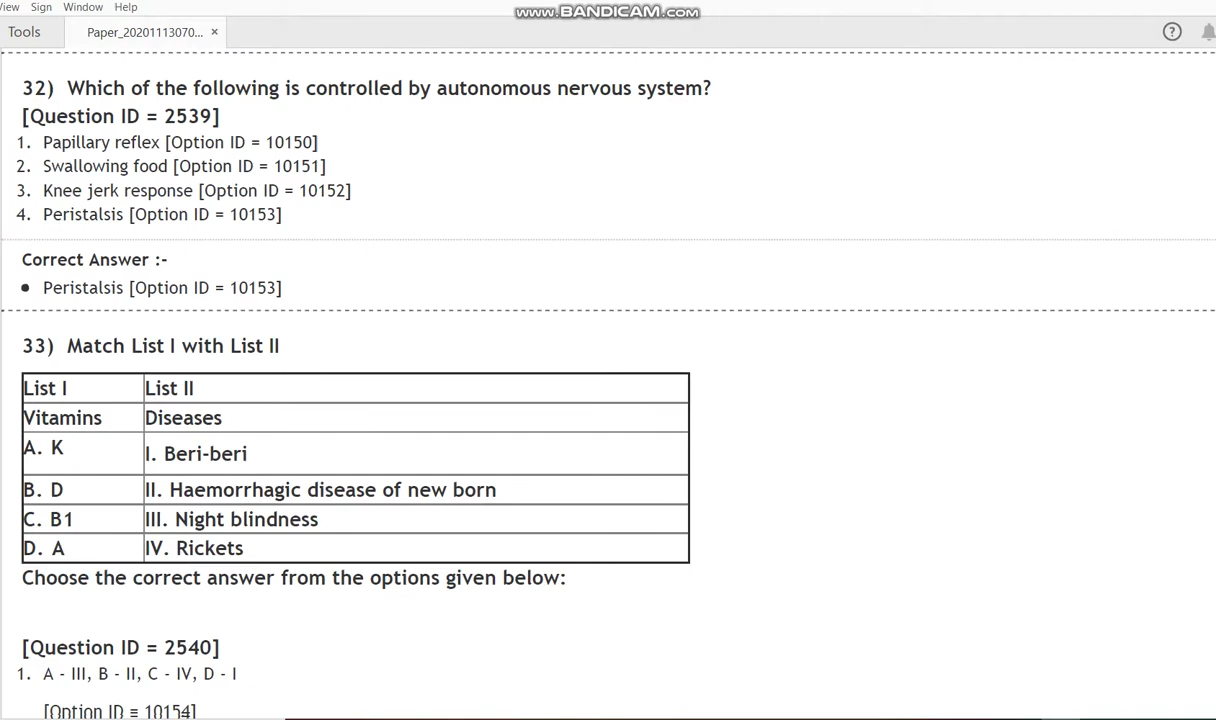 View Sign Window Help
www.BANDICAM.com
Tools Paper_20201113070... × ?
32) Which of the following is controlled by autonomous nervous system?
[Question ID = 2539]
1. Papillary reflex [Option ID = 10150]
2. Swallowing food [Option ID = 10151]
3. Knee jerk response [Option ID = 10152]
4. Peristalsis [Option ID = 10153]
Correct Answer :-
• Peristalsis [Option ID = 10153]
33) Match List I with List II
List I List II
Vitamins Diseases
A. K I. Beri-beri
B. D II. Haemorrhagic disease of new born
C. B1 III. Night blindness
D. A IV. Rickets
Choose the correct answer from the options given below:
[Question ID = 2540]
1. A - III, B - II, C - IV, D - I
[Option ID = 10154]